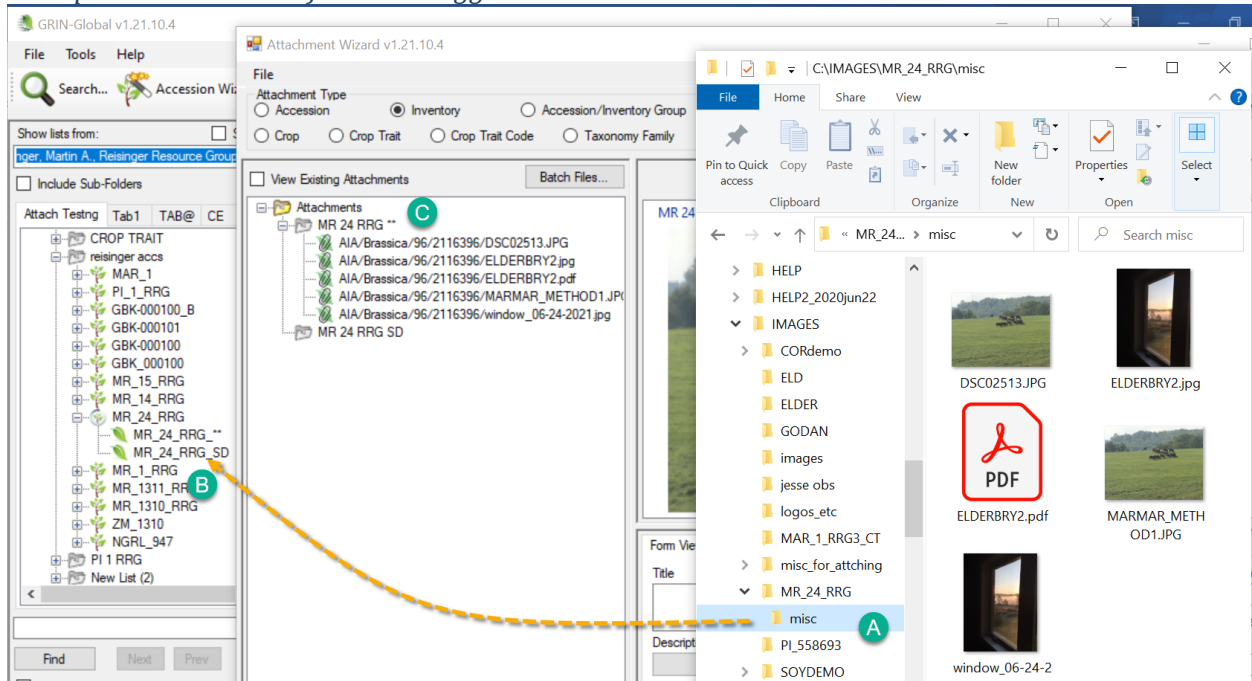 GRIN-Global v1.21.10.4
File Tools Help
Search... Accession Wiz
Show lists from:
nger, Martin A., Reisinger Resource Group
Include Sub-Folders
Attach Testng Tab1 TAB@ CE
CROP TRAIT
reisinger accs
MAR_1
PI_1_RRG
GBK-000100_B
GBK-000101
GBK-000100
GBK_000100
MR_15_RRG
MR_14_RRG
MR_24_RRG
MR_24_RRG_**
MR_24_RRG_SD
MR_1_RRG
MR_1311_RR
B
MR_1310_RRG
ZM_1310
NGRL_947
PI 1 RRG
New List (2)
Find Next Prev
Attachment Wizard v1.21.10.4
File
Attachment Type
Accession Inventory Accession/Inventory Group
Crop Crop Trait Crop Trait Code Taxonomy Family
View Existing Attachments Batch Files...
Attachments
C
MR 24 RRG **
AIA/Brassica/96/2116396/DSC02513.JPG
AIA/Brassica/96/2116396/ELDERBRY2.jpg
AIA/Brassica/96/2116396/ELDERBRY2.pdf
AIA/Brassica/96/2116396/MARMAR_METHOD1.JP(
AIA/Brassica/96/2116396/window_06-24-2021.jpg
MR 24 RRG SD
MR 24
Form Vie
Title
Descript
C:\IMAGES\MR_24_RRG\misc
File Home Share View
Pin to Quick access
Copy
Paste
New folder
Properties
Select
Clipboard Organize New Open
« MR_24... > misc
Search misc
HELP
HELP2_2020jun22
IMAGES
CORdemo
ELD
ELDER
GODAN
images
jesse obs
logos_etc
MAR_1_RRG3_CT
misc_for_attching
MR_24_RRG
misc
A
PI_558693
SOYDEMO
DSC02513.JPG ELDERBRY2.jpg
PDF
ELDERBRY2.pdf
MARMAR_METH
OD1.JPG
window_06-24-2